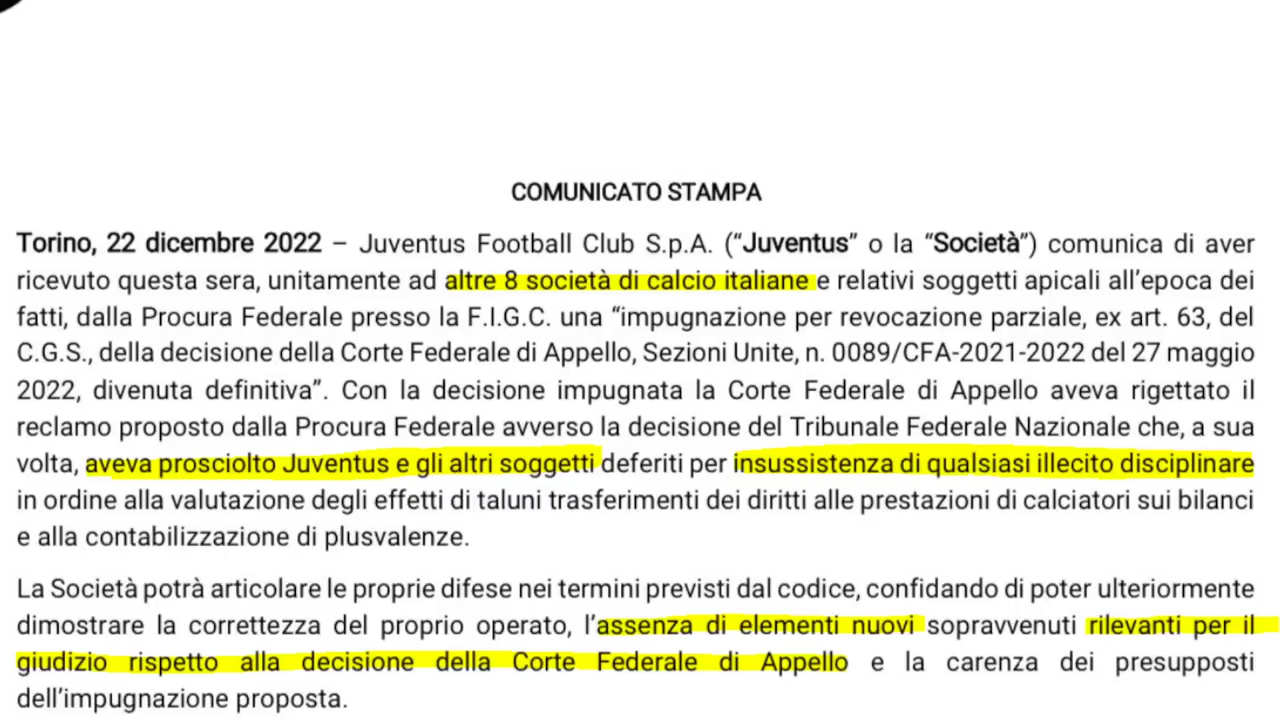 COMUNICATO STAMPA
Torino, 22 dicembre 2022 – Juventus Football Club S.p.A. (“Juventus” o la “Società”) comunica di aver
ricevuto questa sera, unitamente ad altre 8 società di calcio italiane e relativi soggetti apicali all’epoca dei
fatti, dalla Procura Federale presso la F.I.G.C. una “impugnazione per revocazione parziale, ex art. 63, del
C.G.S., della decisione della Corte Federale di Appello, Sezioni Unite, n. 0089/CFA-2021-2022 del 27 maggio
2022, divenuta definitiva”. Con la decisione impugnata la Corte Federale di Appello aveva rigettato il
reclamo proposto dalla Procura Federale avverso la decisione del Tribunale Federale Nazionale che, a sua
volta, aveva prosciolto Juventus e gli altri soggetti deferiti per insussistenza di qualsiasi illecito disciplinare
in ordine alla valutazione degli effetti di taluni trasferimenti dei diritti alle prestazioni di calciatori sui bilanci
e alla contabilizzazione di plusvalenze.
La Società potrà articolare le proprie difese nei termini previsti dal codice, confidando di poter ulteriormente
dimostrare la correttezza del proprio operato, l’assenza di elementi nuovi sopravvenuti rilevanti per il
giudizio rispetto alla decisione della Corte Federale di Appello e la carenza dei presupposti
dell’impugnazione proposta.